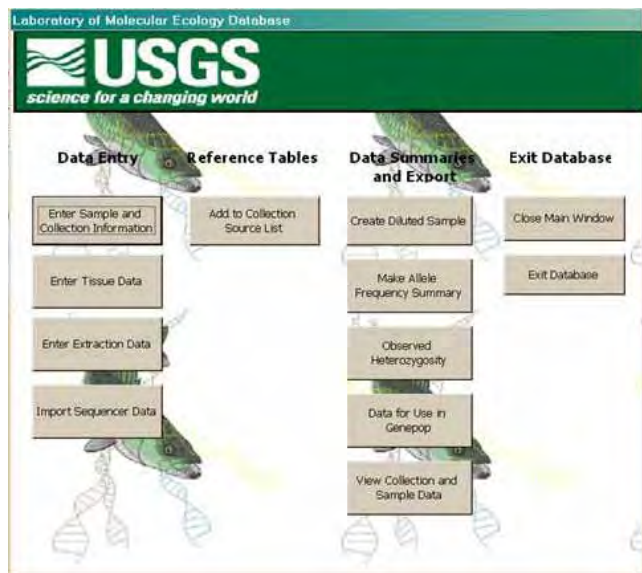 Laboratory of Molecular Ecology Database
USGS
science for a changing world
Data Entry
Enter Sample and
Collection Information
Enter Tissue Data
Enter Extraction Data
Import Sequencer Data
Reference Tables
Add to Collection
Source List
Data Summaries
and Export
Create Diluted Sample
Make Allele
Frequency Summary
Observed
Heterozygosity
Data for Use in
Genepop
View Collection and
Sample Data
Exit Database
Close Main Window
Exit Database